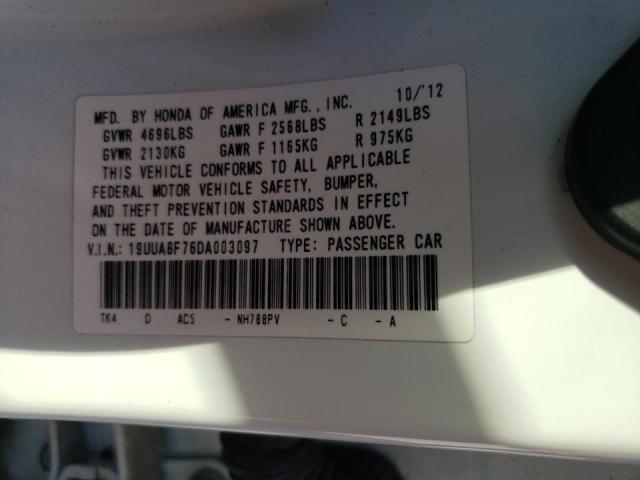 MFD. BY HONDA OF AMERICA MFG., INC. 10/'12
GVWR 4696LBS GAWR F 2568LBS R 2149LBS
GVWR 2130KG GAWR F 1165KG R 975KG
THIS VEHICLE CONFORMS TO ALL APPLICABLE
FEDERAL MOTOR VEHICLE SAFETY, BUMPER,
AND THEFT PREVENTION STANDARDS IN EFFECT
ON THE DATE OF MANUFACTURE SHOWN ABOVE.
V.I.N.: 19UUA8F76DA003097 TYPE: PASSENGER CAR
TK4 D AC5 - NH788PV - C - A